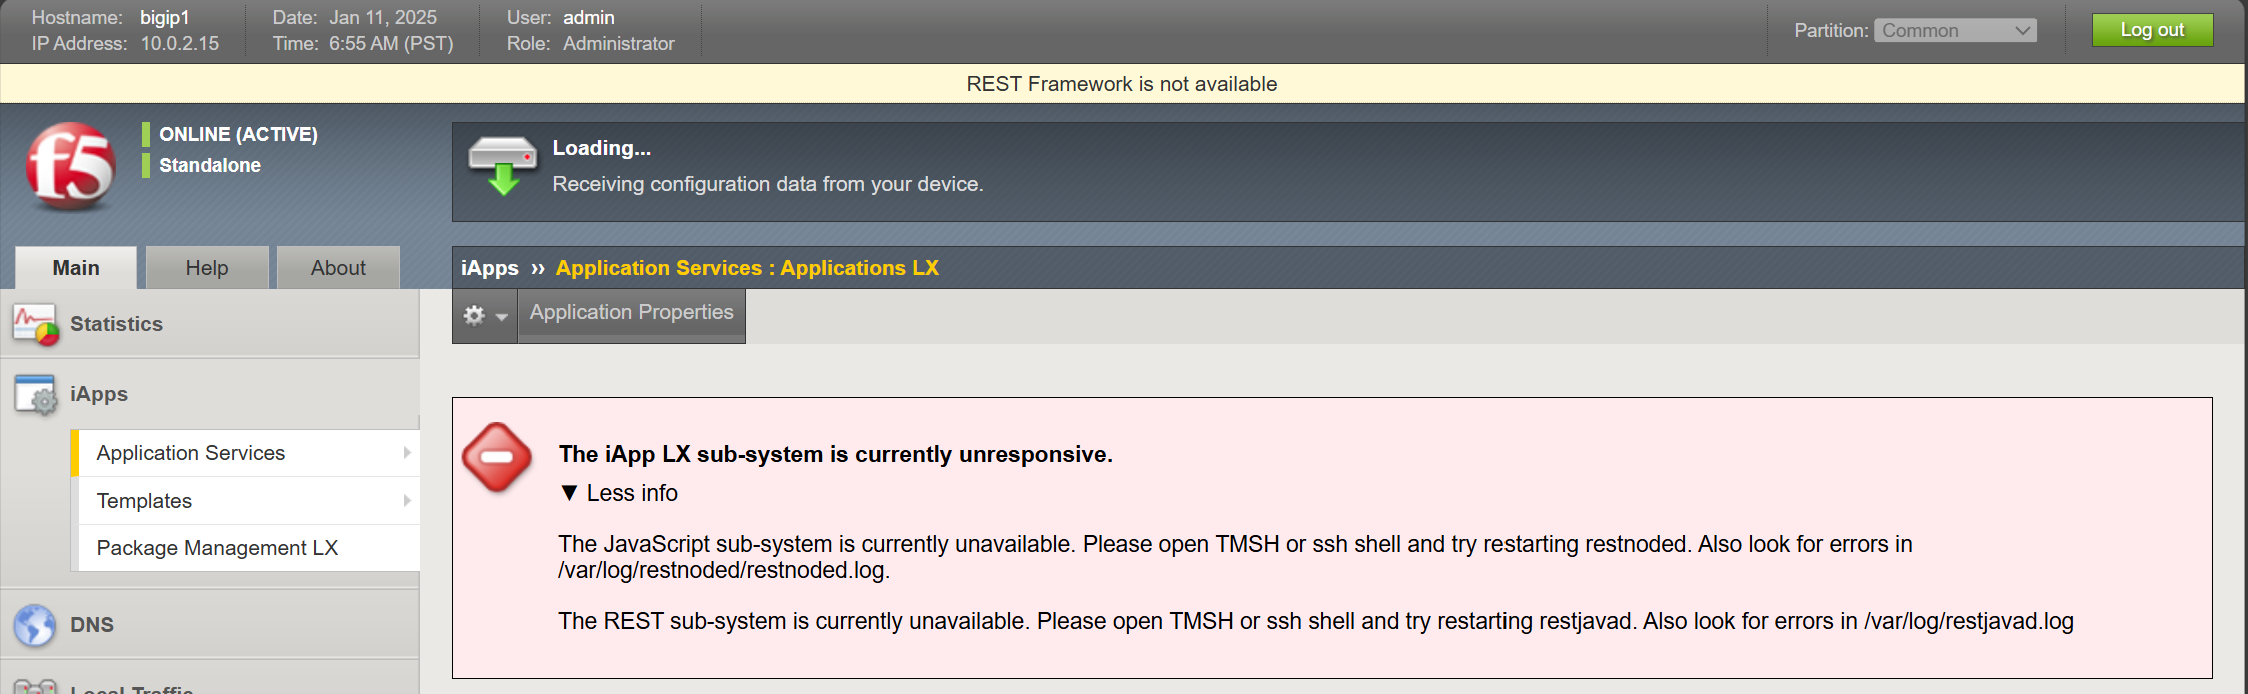 Hostname: bigip1 Date: Jan 11, 2025 User: admin
IP Address: 10.0.2.15 Time: 6:55 AM (PST) Role: Administrator
Partition: Common Log out
REST Framework is not available
f5
ONLINE (ACTIVE)
Standalone
Loading...
Receiving configuration data from your device.
Main Help About
iApps ›› Application Services : Applications LX
Application Properties
Statistics
iApps
Application Services
Templates
Package Management LX
DNS
Local Traffic
The iApp LX sub-system is currently unresponsive.
▼ Less info
The JavaScript sub-system is currently unavailable. Please open TMSH or ssh shell and try restarting restnoded. Also look for errors in
/var/log/restnoded/restnoded.log.
The REST sub-system is currently unavailable. Please open TMSH or ssh shell and try restarting restjavad. Also look for errors in /var/log/restjavad.log